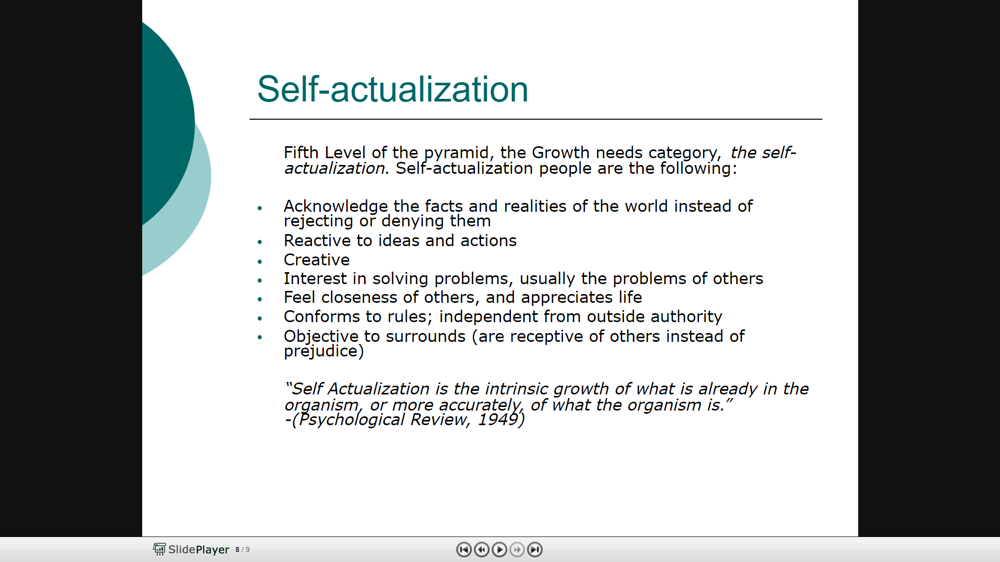 Self-actualization
Fifth Level of the pyramid, the Growth needs category, the self-
actualization. Self-actualization people are the following:
• Acknowledge the facts and realities of the world instead of
rejecting or denying them
• Reactive to ideas and actions
• Creative
• Interest in solving problems, usually the problems of others
• Feel closeness of others, and appreciates life
• Conforms to rules; independent from outside authority
• Objective to surrounds (are receptive of others instead of
prejudice)
“Self Actualization is the intrinsic growth of what is already in the
organism, or more accurately, of what the organism is.”
-(Psychological Review, 1949)
SlidePlayer 8 / 9